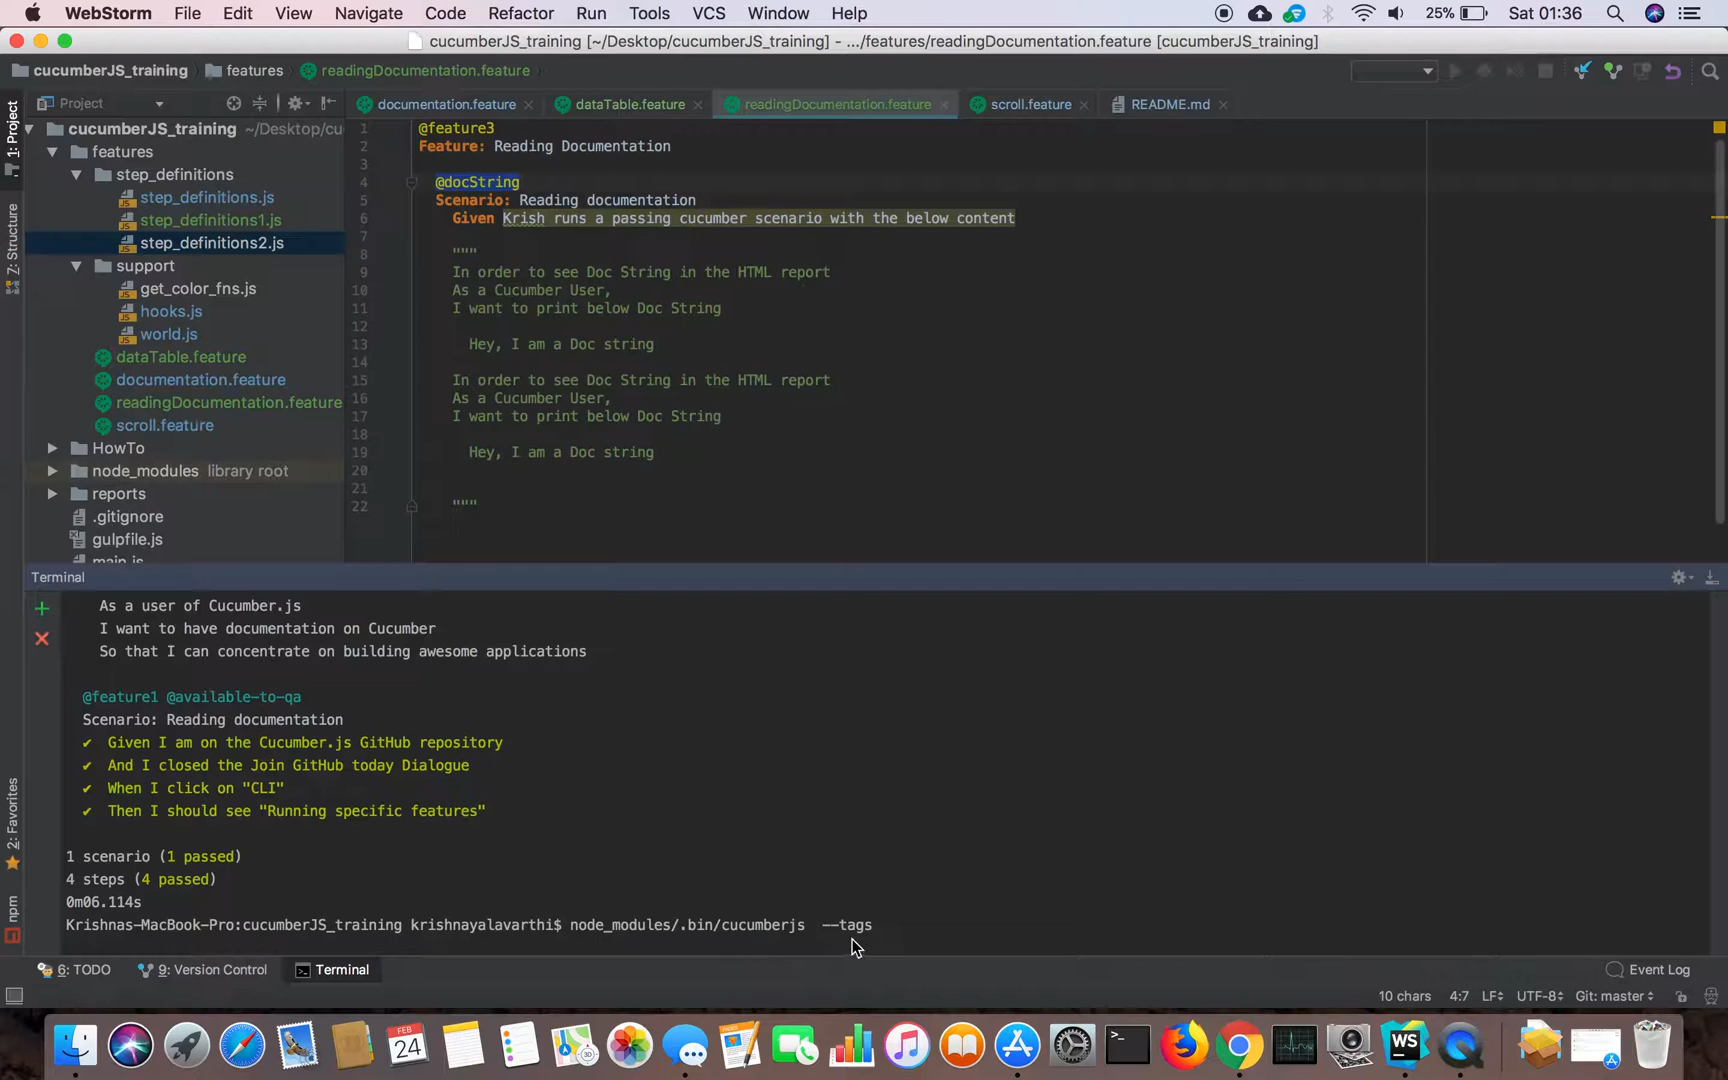 WebStorm File Edit View Navigate Code Refactor Run Tools VCS Window Help 25% Sat 01:36
cucumberJS_training [~/Desktop/cucumberJS_training] - .../features/readingDocumentation.feature [cucumberJS_training]
cucumberJS_training features readingDocumentation.feature
Project documentation.feature dataTable.feature readingDocumentation.feature scroll.feature README.md
1: Project
7: Structure
2: Favorites
npm
cucumberJS_training ~/Desktop/cu
features
step_definitions
step_definitions.js
step_definitions1.js
step_definitions2.js
support
get_color_fns.js
hooks.js
world.js
dataTable.feature
documentation.feature
readingDocumentation.feature
scroll.feature
HowTo
node_modules library root
reports
.gitignore
gulpfile.js
main.js
1 @feature3
2 Feature: Reading Documentation
3
4 @docString
5 Scenario: Reading documentation
6 Given Krish runs a passing cucumber scenario with the below content
7
8 """
9 In order to see Doc String in the HTML report
10 As a Cucumber User,
11 I want to print below Doc String
12
13 Hey, I am a Doc string
14
15 In order to see Doc String in the HTML report
16 As a Cucumber User,
17 I want to print below Doc String
18
19 Hey, I am a Doc string
20
21
22 """
Terminal
As a user of Cucumber.js
I want to have documentation on Cucumber
So that I can concentrate on building awesome applications
@feature1 @available-to-qa
Scenario: Reading documentation
✔ Given I am on the Cucumber.js GitHub repository
✔ And I closed the Join GitHub today Dialogue
✔ When I click on "CLI"
✔ Then I should see "Running specific features"
1 scenario (1 passed)
4 steps (4 passed)
0m06.114s
Krishnas-MacBook-Pro:cucumberJS_training krishnayalavarthi$ node_modules/.bin/cucumberjs --tags
6: TODO 9: Version Control Terminal Event Log
10 chars 4:7 LF÷ UTF-8÷ Git: master÷
FEB
24
WS